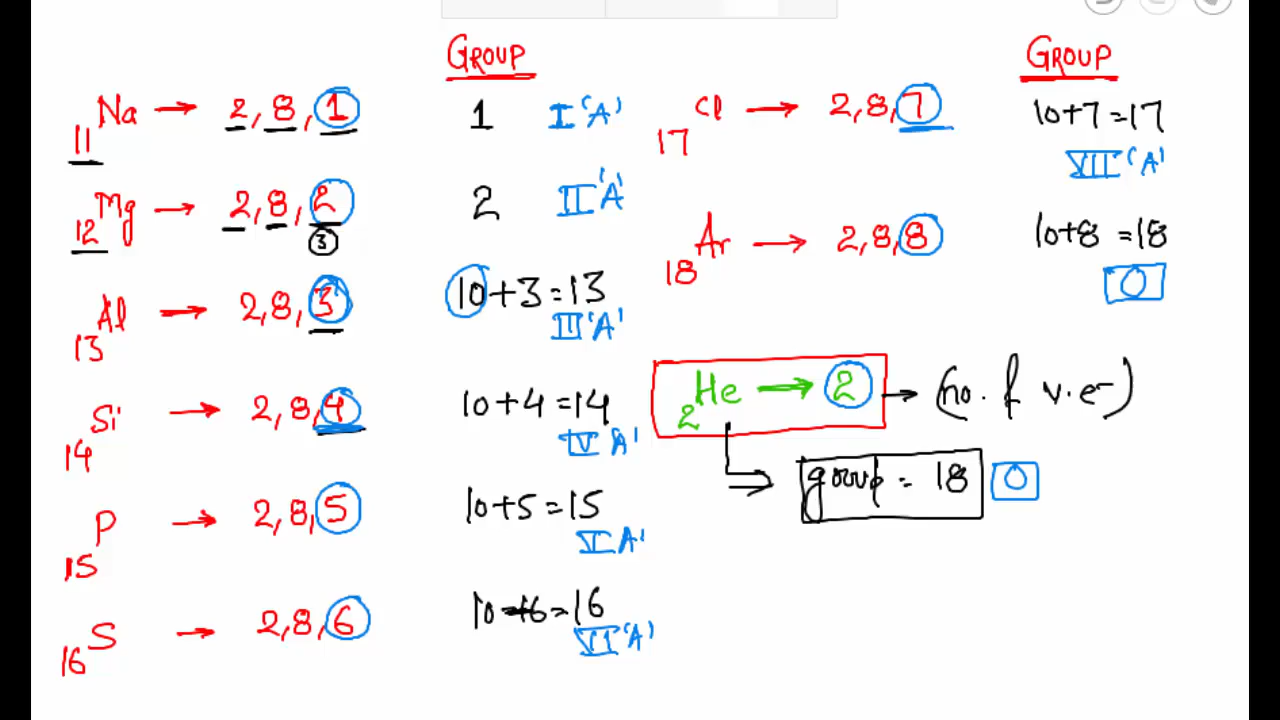 GROUP
11Na → 2, 8, 1 1 I 'A'
12Mg → 2, 8, 2 2 II 'A'
3
13Al → 2,8,3 10+3=13
III 'A'
14Si → 2,8,4 10+4=14
IV A'
15P → 2,8,5 10+5=15
V A'
16S → 2,8,6 10+6=16
VI 'A'
GROUP
17Cl → 2,8,7 10+7=17
VII 'A'
18Ar → 2,8,8 10+8=18
0
2He → 2 → (no. of v.e-)
group = 18 0